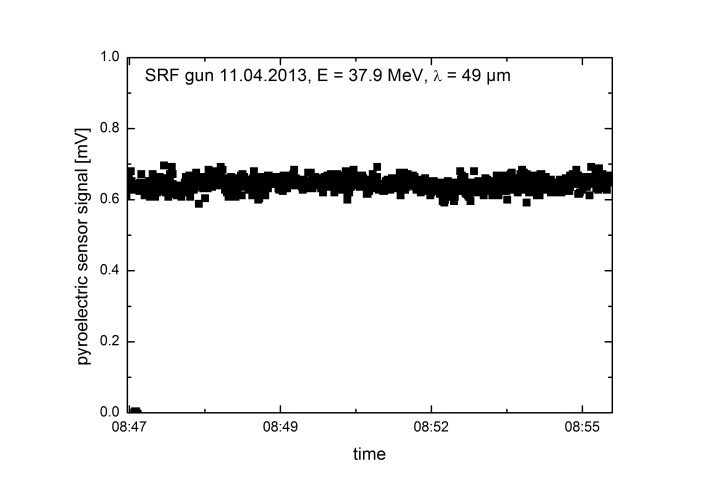 SRF gun 11.04.2013, E = 37.9 MeV, λ = 49 µm
pyroelectric sensor signal [mV]
1.0
0.8
0.6
0.4
0.2
0.0
08:47 08:49 08:52 08:55
time